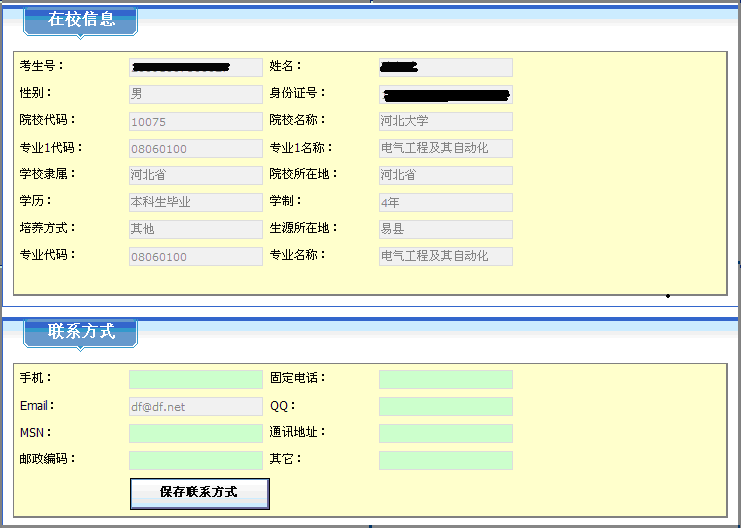 在校信息
考生号： 姓名：
性别： 男 身份证号：
院校代码： 10075 院校名称： 河北大学
专业1代码： 08060100 专业1名称： 电气工程及其自动化
学校隶属： 河北省 院校所在地： 河北省
学历： 本科生毕业 学制： 4年
培养方式： 其他 生源所在地： 易县
专业代码： 08060100 专业名称： 电气工程及其自动化
联系方式
手机： 固定电话：
Email： df@df.net QQ：
MSN： 通讯地址：
邮政编码： 其它：
保存联系方式